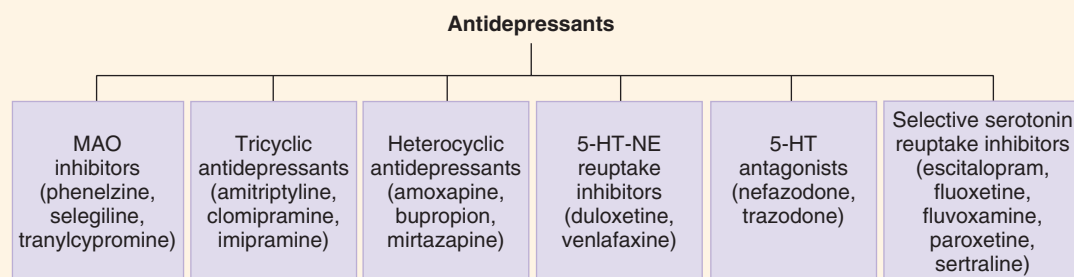 Antidepressants
MAO
inhibitors
(phenelzine,
selegiline,
tranylcypromine)
Tricyclic
antidepressants
(amitriptyline,
clomipramine,
imipramine)
Heterocyclic
antidepressants
(amoxapine,
bupropion,
mirtazapine)
5-HT-NE
reuptake
inhibitors
(duloxetine,
venlafaxine)
5-HT
antagonists
(nefazodone,
trazodone)
Selective serotonin
reuptake inhibitors
(escitalopram,
fluoxetine,
fluvoxamine,
paroxetine,
sertraline)